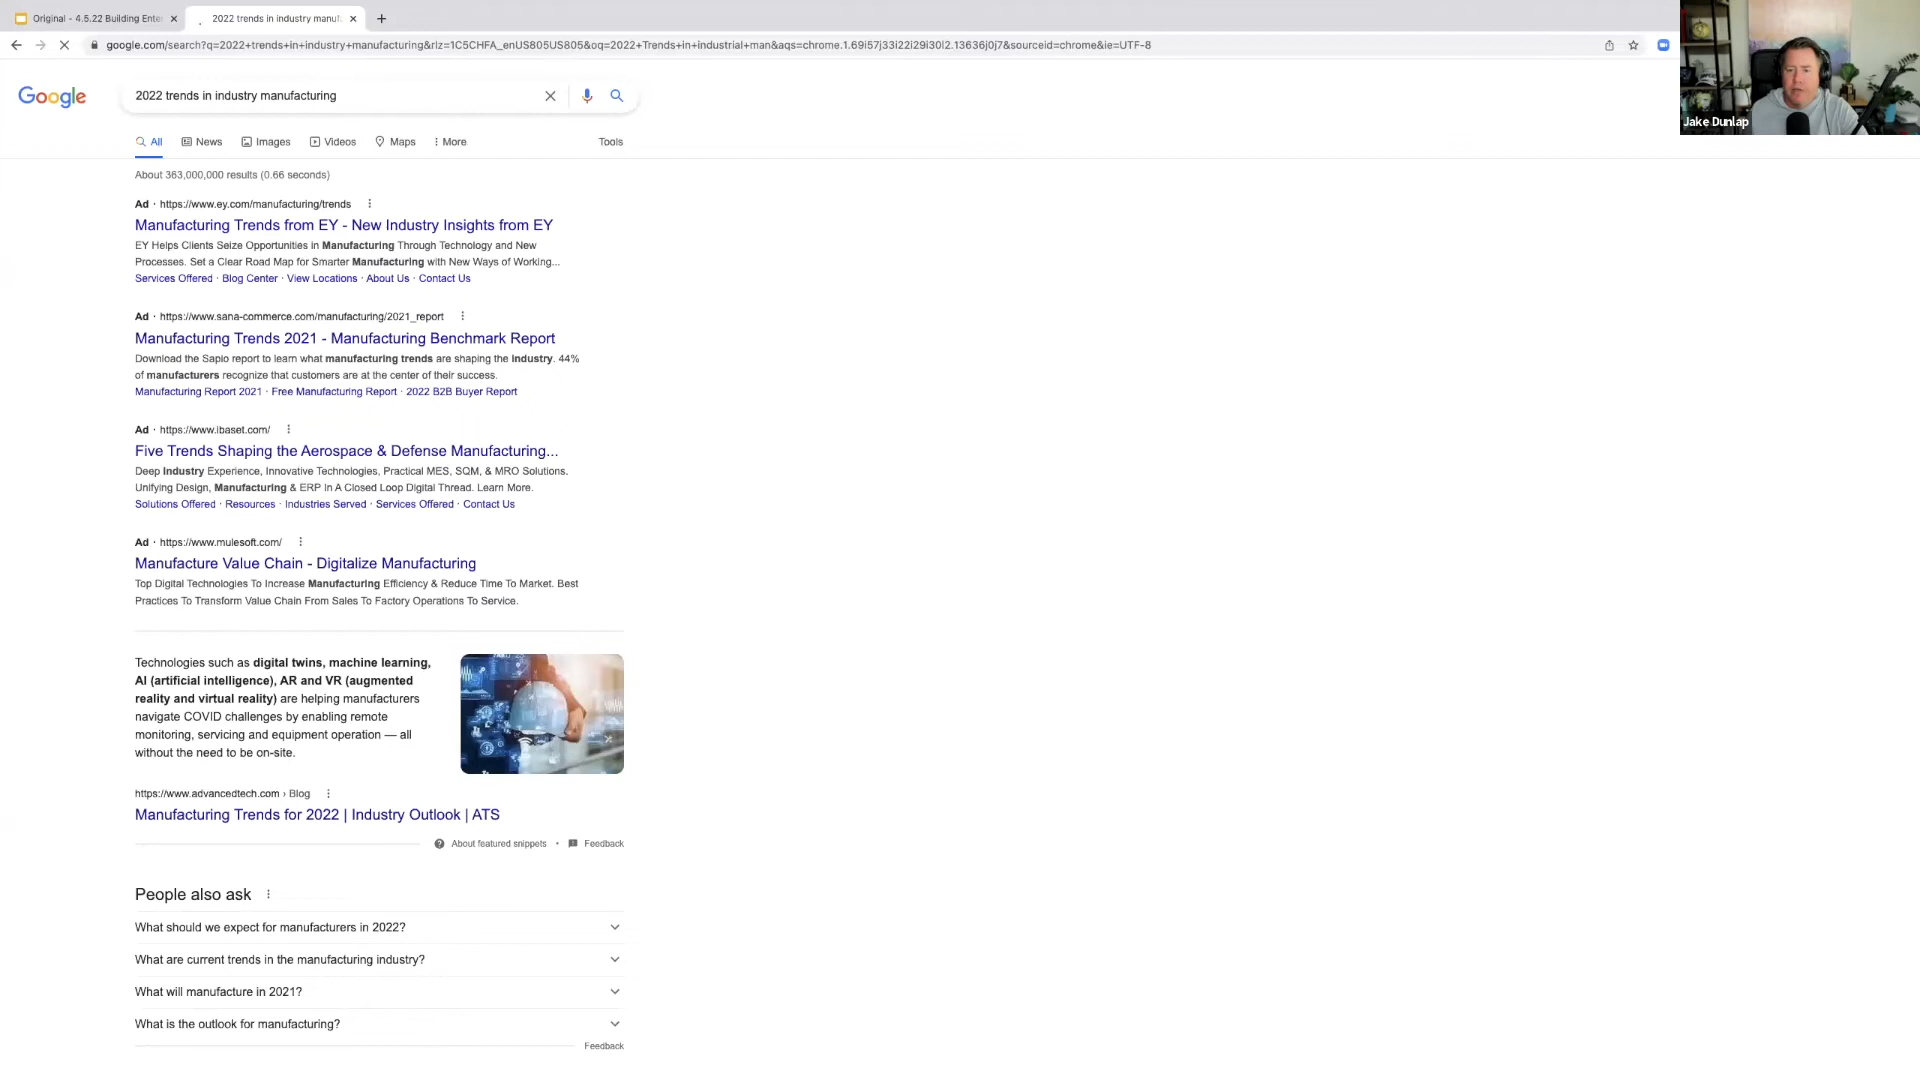 Original - 4.5.22 Building Ente
2022 trends in industry manuf
google.com/search?q=2022+trends+in+industry+manufacturing&rlz=1C5CHFA_enUS805US805&oq=2022+Trends+in+industrial+man&aqs=chrome.1.69i57j33i22i29i30l2.13636j0j7&sourceid=chrome&ie=UTF-8
Jake Dunlap
Google
2022 trends in industry manufacturing
All
News
Images
Videos
Maps
More
Tools
About 363,000,000 results (0.66 seconds)
Ad · https://www.ey.com/manufacturing/trends
Manufacturing Trends from EY - New Industry Insights from EY
EY Helps Clients Seize Opportunities in Manufacturing Through Technology and New
Processes. Set a Clear Road Map for Smarter Manufacturing with New Ways of Working...
Services Offered · Blog Center · View Locations · About Us · Contact Us
Ad · https://www.sana-commerce.com/manufacturing/2021_report
Manufacturing Trends 2021 - Manufacturing Benchmark Report
Download the Sapio report to learn what manufacturing trends are shaping the industry. 44%
of manufacturers recognize that customers are at the center of their success.
Manufacturing Report 2021 · Free Manufacturing Report · 2022 B2B Buyer Report
Ad · https://www.ibaset.com/
Five Trends Shaping the Aerospace & Defense Manufacturing...
Deep Industry Experience, Innovative Technologies, Practical MES, SQM, & MRO Solutions.
Unifying Design, Manufacturing & ERP In A Closed Loop Digital Thread. Learn More.
Solutions Offered · Resources · Industries Served · Services Offered · Contact Us
Ad · https://www.mulesoft.com/
Manufacture Value Chain - Digitalize Manufacturing
Top Digital Technologies To Increase Manufacturing Efficiency & Reduce Time To Market. Best
Practices To Transform Value Chain From Sales To Factory Operations To Service.
Technologies such as digital twins, machine learning,
AI (artificial intelligence), AR and VR (augmented
reality and virtual reality) are helping manufacturers
navigate COVID challenges by enabling remote
monitoring, servicing and equipment operation — all
without the need to be on-site.
https://www.advancedtech.com › Blog
Manufacturing Trends for 2022 | Industry Outlook | ATS
About featured snippets • Feedback
People also ask
What should we expect for manufacturers in 2022?
What are current trends in the manufacturing industry?
What will manufacture in 2021?
What is the outlook for manufacturing?
Feedback